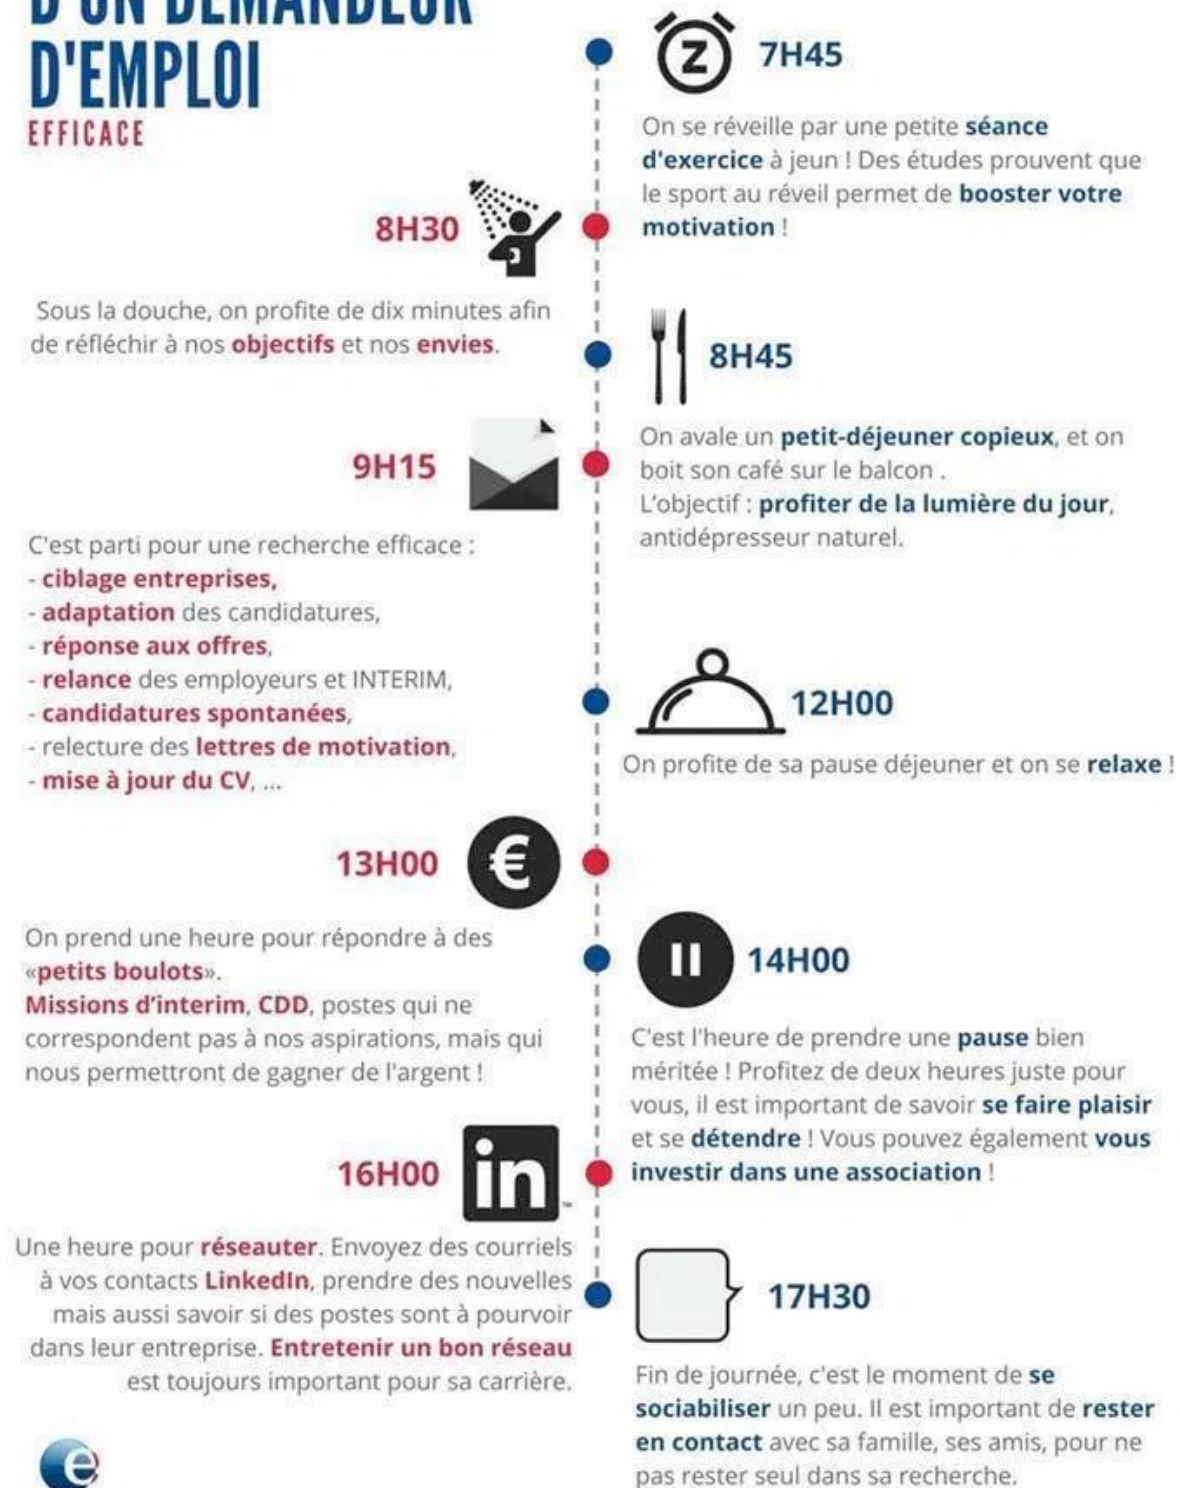 D'UN DEMANDEUR
D'EMPLOI
EFFICACE
7H45
On se réveille par une petite séance
d'exercice à jeun ! Des études prouvent que
le sport au réveil permet de booster votre
motivation !
8H30
Sous la douche, on profite de dix minutes afin
de réfléchir à nos objectifs et nos envies.
8H45
On avale un petit-déjeuner copieux, et on
boit son café sur le balcon .
L'objectif : profiter de la lumière du jour,
antidépresseur naturel.
9H15
C'est parti pour une recherche efficace :
- ciblage entreprises,
- adaptation des candidatures,
- réponse aux offres,
- relance des employeurs et INTERIM,
- candidatures spontanées,
- relecture des lettres de motivation,
- mise à jour du CV, ...
12H00
On profite de sa pause déjeuner et on se relaxe !
13H00
€
On prend une heure pour répondre à des
«petits boulots».
Missions d'interim, CDD, postes qui ne
correspondent pas à nos aspirations, mais qui
nous permettront de gagner de l'argent !
14H00
C'est l'heure de prendre une pause bien
méritée ! Profitez de deux heures juste pour
vous, il est important de savoir se faire plaisir
et se détendre ! Vous pouvez également vous
investir dans une association !
16H00
in
Une heure pour réseauter. Envoyez des courriels
à vos contacts LinkedIn, prendre des nouvelles
mais aussi savoir si des postes sont à pourvoir
dans leur entreprise. Entretenir un bon réseau
est toujours important pour sa carrière.
17H30
Fin de journée, c'est le moment de se
sociabiliser un peu. Il est important de rester
en contact avec sa famille, ses amis, pour ne
pas rester seul dans sa recherche.
e